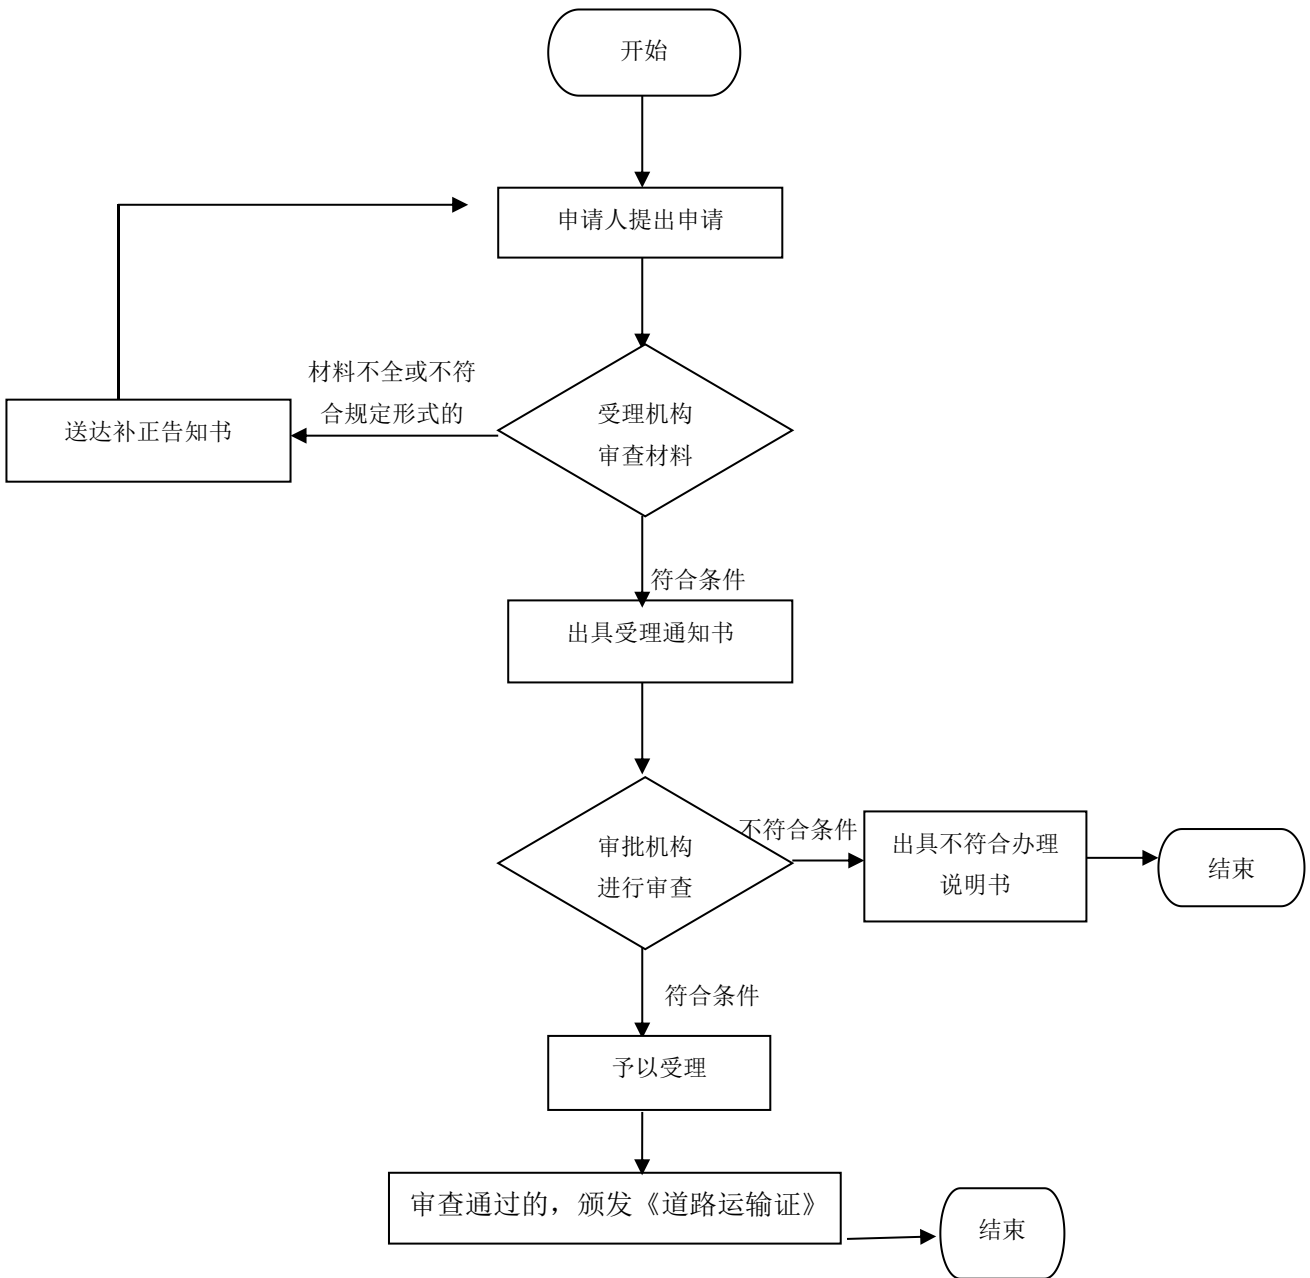 开始
申请人提出申请
材料不全或不符
合规定形式的
送达补正告知书
受理机构
审查材料
符合条件
出具受理通知书
不符合条件
审批机构
进行审查
出具不符合办理
说明书
结束
符合条件
予以受理
审查通过的，颁发《道路运输证》
结束